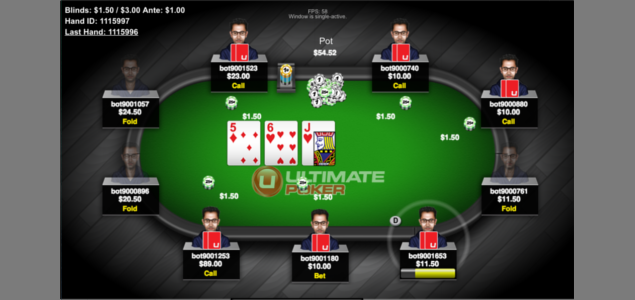 Blinds: $1.50 / $3.00 Ante: $1.00
Hand ID: 1115997
Last Hand: 1115996
FPS: 58
Window is single-active.
Pot
$54.52
bot9001523
$23.00
Call
bot9000740
$10.00
Call
bot9001057
$24.50
Fold
bot9000880
$10.00
Call
$1.50
$1.50
$1.50
5
6
J
ULTIMATE
POKER
bot9000896
$20.50
Fold
bot9000761
$11.50
Fold
$1.50
$1.50
D
bot9001253
$89.00
Call
bot9001180
$10.00
Bet
bot9001653
$11.50